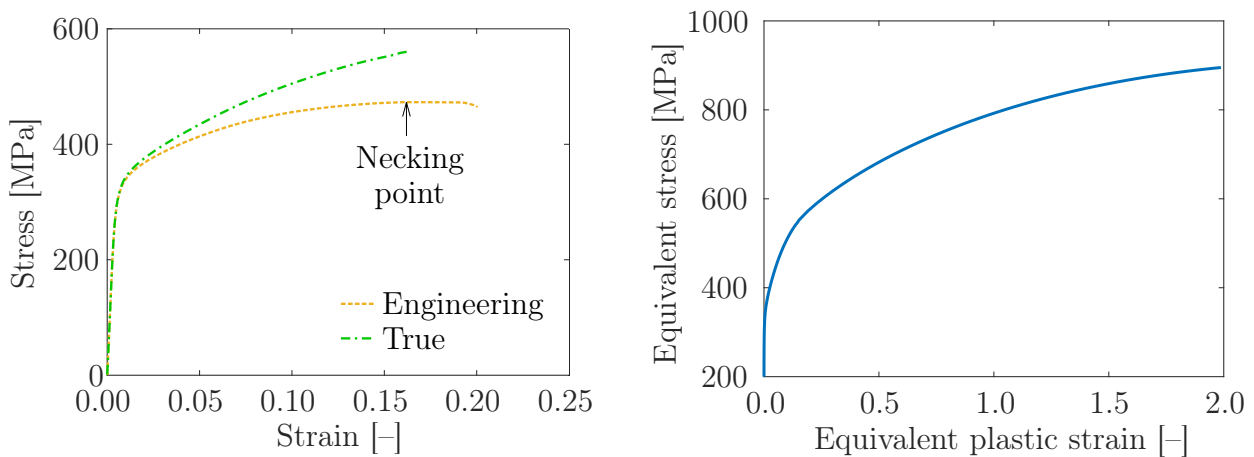 600
400
200
0
Stress [MPa]
Necking
point
Engineering
True
0.00 0.05 0.10 0.15 0.20 0.25
Strain [–]
1000
800
600
400
200
Equivalent stress [MPa]
0.0 0.5 1.0 1.5 2.0
Equivalent plastic strain [–]